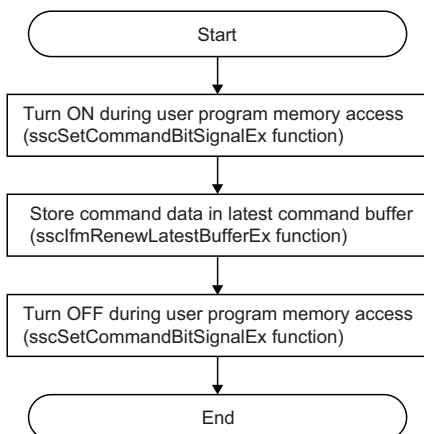 Start
Turn ON during user program memory access
(sscSetCommandBitSignalEx function)
Store command data in latest command buffer
(sscIfmRenewLatestBufferEx function)
Turn OFF during user program memory access
(sscSetCommandBitSignalEx function)
End